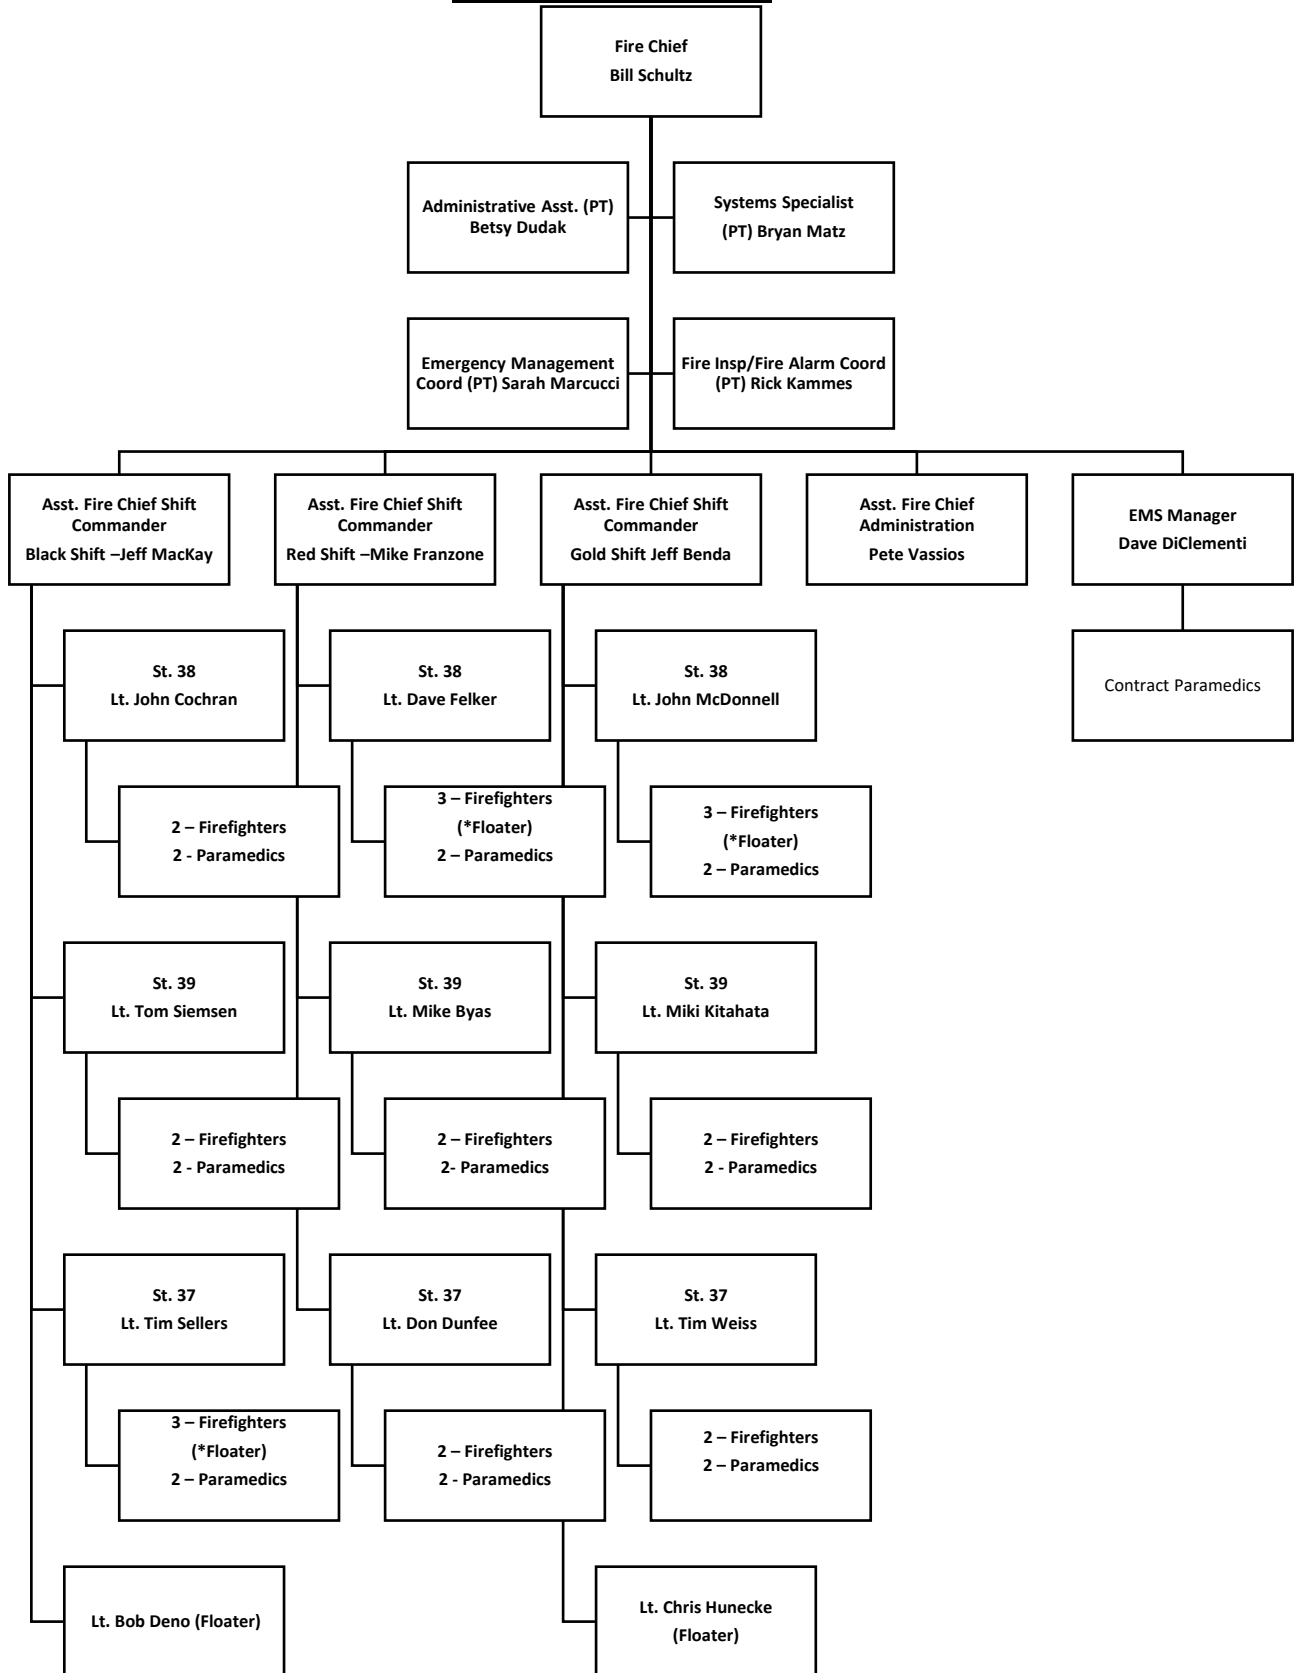 Fire Chief
Bill Schultz
Administrative Asst. (PT)
Betsy Dudak
Systems Specialist
(PT) Bryan Matz
Emergency Management
Coord (PT) Sarah Marcucci
Fire Insp/Fire Alarm Coord
(PT) Rick Kammes
Asst. Fire Chief Shift
Commander
Black Shift –Jeff MacKay
Asst. Fire Chief Shift
Commander
Red Shift –Mike Franzone
Asst. Fire Chief Shift
Commander
Gold Shift Jeff Benda
Asst. Fire Chief
Administration
Pete Vassios
EMS Manager
Dave DiClementi
St. 38
Lt. John Cochran
St. 38
Lt. Dave Felker
St. 38
Lt. John McDonnell
Contract Paramedics
2 – Firefighters
2 - Paramedics
3 – Firefighters
(*Floater)
2 – Paramedics
3 – Firefighters
(*Floater)
2 – Paramedics
St. 39
Lt. Tom Siemsen
St. 39
Lt. Mike Byas
St. 39
Lt. Miki Kitahata
2 – Firefighters
2 - Paramedics
2 – Firefighters
2- Paramedics
2 – Firefighters
2 - Paramedics
St. 37
Lt. Tim Sellers
St. 37
Lt. Don Dunfee
St. 37
Lt. Tim Weiss
3 – Firefighters
(*Floater)
2 – Paramedics
2 – Firefighters
2 - Paramedics
2 – Firefighters
2 – Paramedics
Lt. Bob Deno (Floater)
Lt. Chris Hunecke
(Floater)